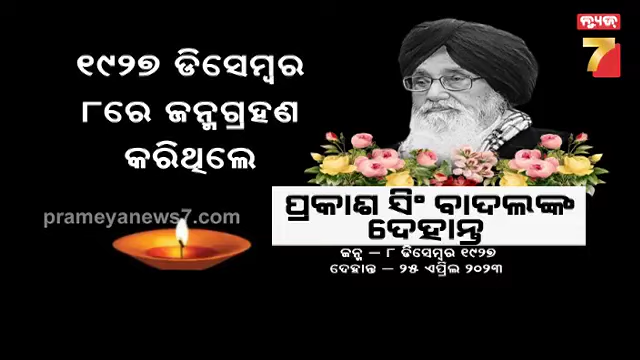 ୧୯୨୭ ଡିସେମ୍ବର
୮ରେ ଜନ୍ମଗ୍ରହଣ
କରିଥିଲେ
prameyanews7.com
ନ୍ୟୁଜ୍
7
ପ୍ରକାଶ ସିଂ ବାଦଲଙ୍କ
ଦେହାନ୍ତ
ଜନ୍ମ – ୮ ଡିସେମ୍ବର ୧୯୨୭
ଦେହାନ୍ତ – ୨୫ ଏପ୍ରିଲ ୨୦୨୩